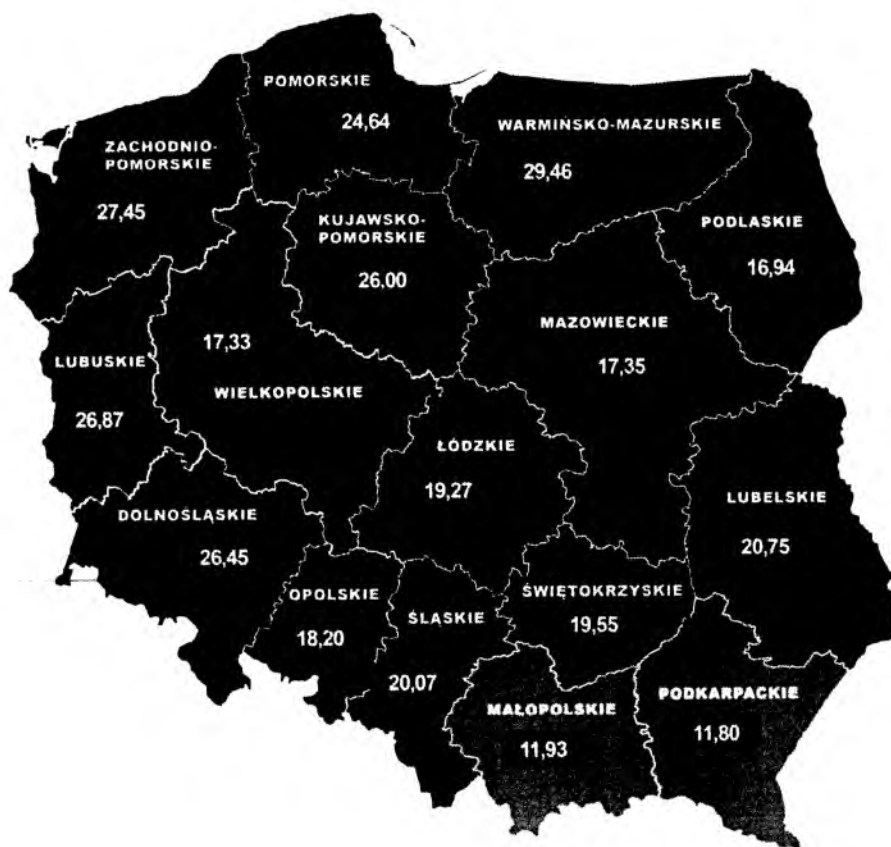 POMORSKIE
24,64
ZACHODNIO-
POMORSKIE
27,45
WARMIŃSKO-MAZURSKIE
29,46
KUJAWSKO-
POMORSKIE
26,00
PODLASKIE
16,94
MAZOWIECKIE
17,35
17,33
WIELKOPOLSKIE
LUBUSKIE
26,87
ŁÓDZKIE
19,27
LUBELSKIE
20,75
DOLNOŚLĄSKIE
26,45
OPOLSKIE
18,20
ŚLĄSKIE
20,07
ŚWIĘTOKRZYSKIE
19,55
MAŁOPOLSKIE
11,93
PODKARPACKIE
11,80